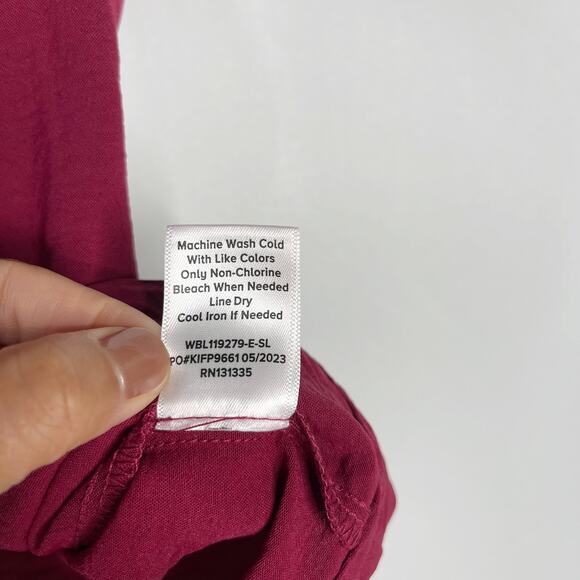 Machine Wash Cold
With Like Colors
Only Non-Chlorine
Bleach When Needed
Line Dry
Cool Iron If Needed
WBL119279-E-SL
PO#KIFP9661 05/2023
RN131335